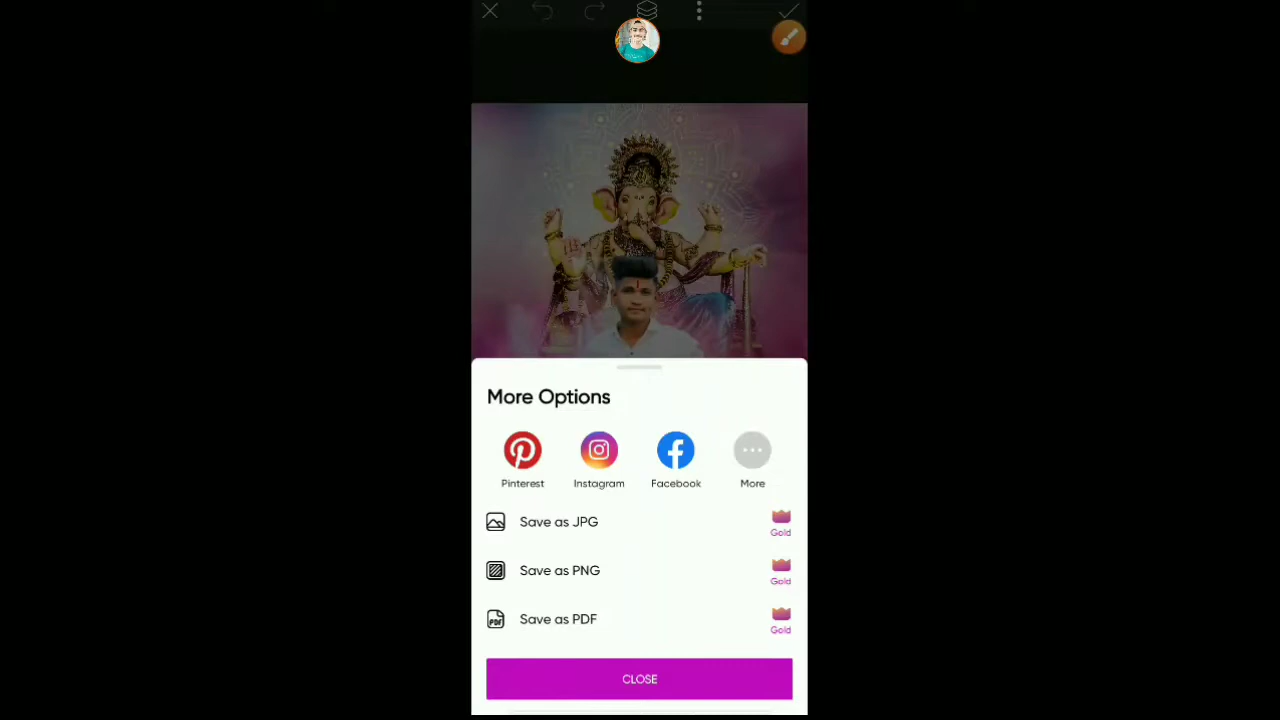 More Options
Pinterest
Instagram
Facebook
More
Save as JPG
Gold
Save as PNG
Gold
PDF
Save as PDF
Gold
CLOSE